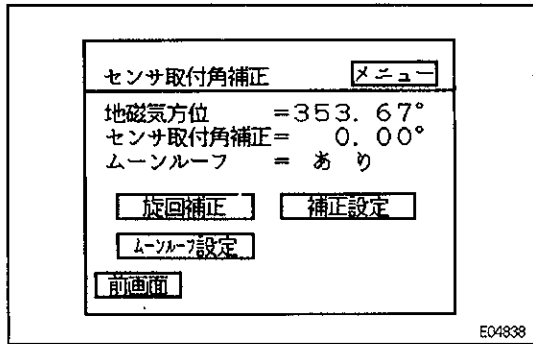 センサ取付角補正 メニュー
地磁気方位 =353. 67°
センサ取付角補正= 0. 00°
ムーンルーフ = あり
旋回補正 補正設定
ムーンルーフ設定
前画面
E04838